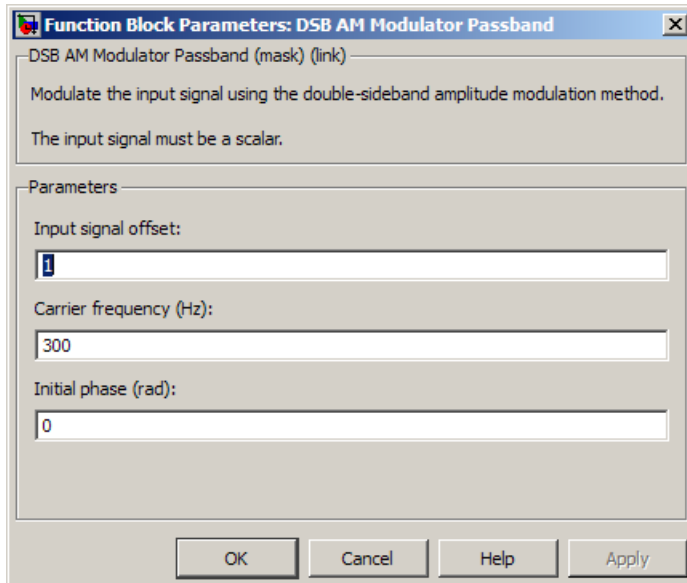 Function Block Parameters: DSB AM Modulator Passband
DSB AM Modulator Passband (mask) (link)
Modulate the input signal using the double-sideband amplitude modulation method.
The input signal must be a scalar.
Parameters
Input signal offset:
1
Carrier frequency (Hz):
300
Initial phase (rad):
0
OK Cancel Help Apply